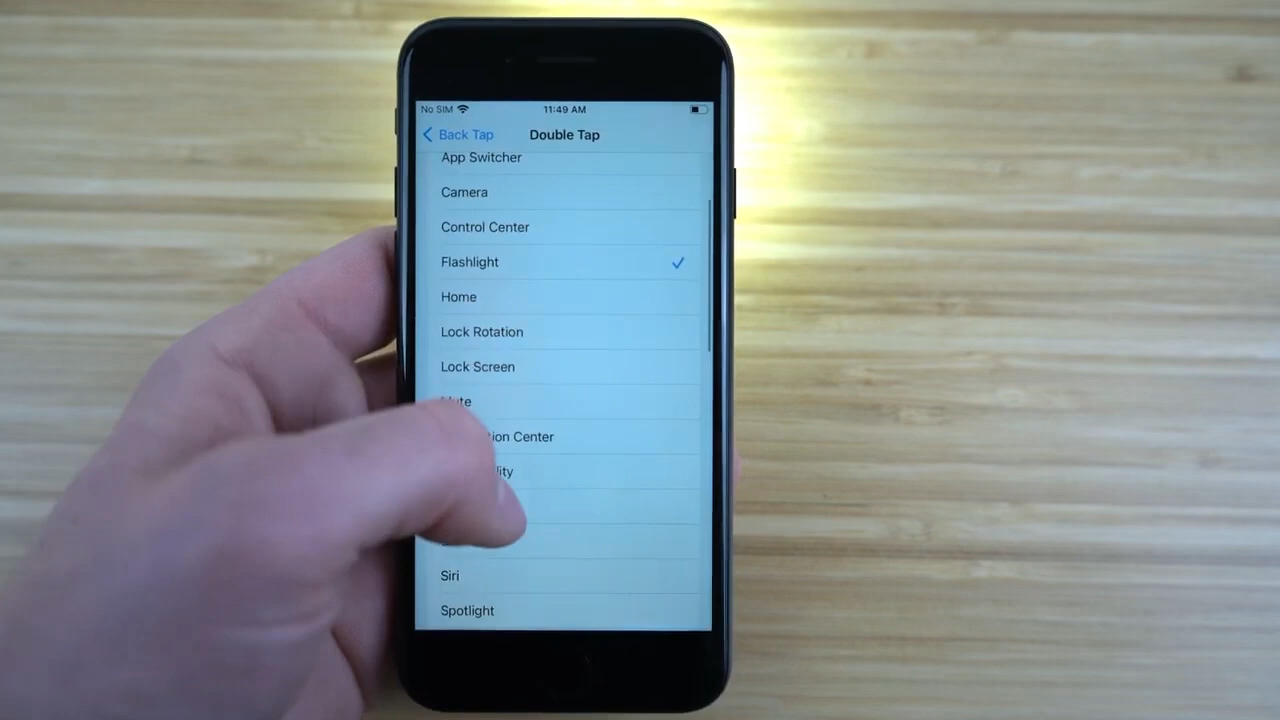 No SIM
11:49 AM
Back Tap
Double Tap
App Switcher
Camera
Control Center
Flashlight
Home
Lock Rotation
Lock Screen
Siri
Spotlight